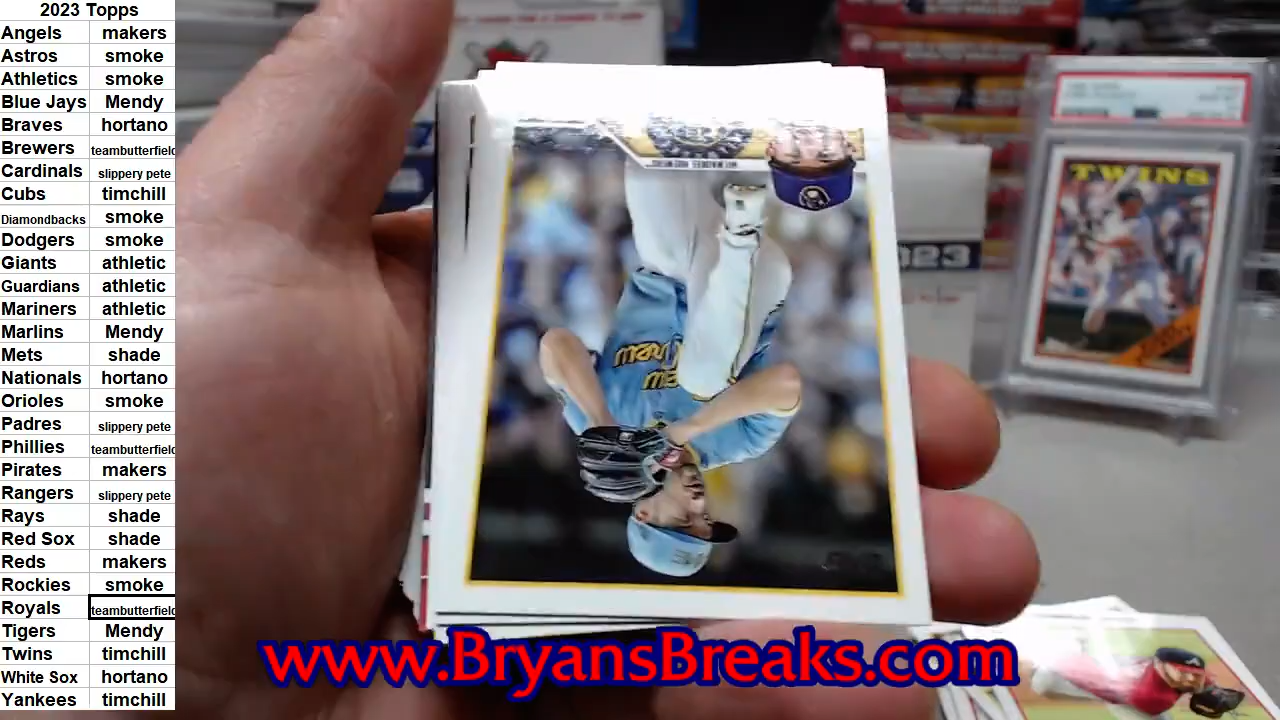 2023 Topps
Angels makers
Astros smoke
Athletics smoke
Blue Jays Mendy
Braves hortano
Brewers teambutterfield
Cardinals slippery pete
Cubs timchill
Diamondbacks smoke
Dodgers smoke
Giants athletic
Guardians athletic
Mariners athletic
Marlins Mendy
Mets shade
Nationals hortano
Orioles smoke
Padres slippery pete
Phillies teambutterfield
Pirates makers
Rangers slippery pete
Rays shade
Red Sox shade
Reds makers
Rockies smoke
Royals teambutterfield
Tigers Mendy
Twins timchill
White Sox hortano
Yankees timchill
TWINS
www.BryansBreaks.com